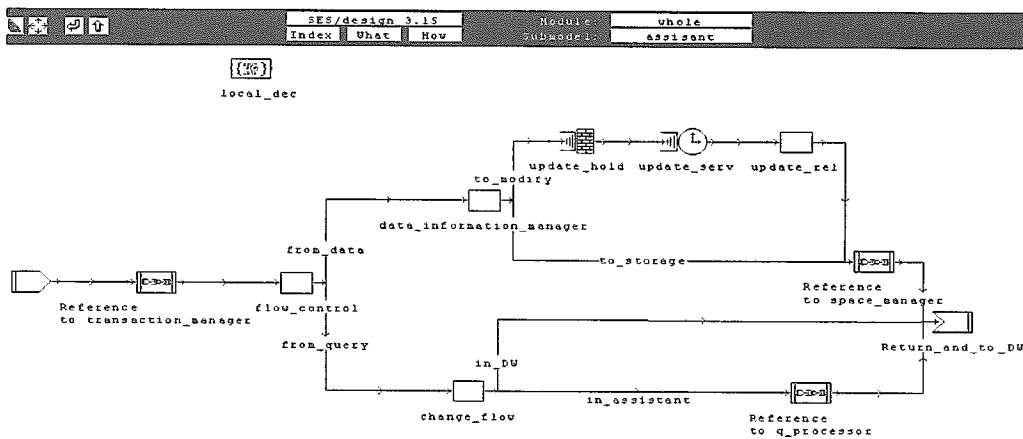 SES/design 3.15
Module: whole
Index What How
Submodel: assisant
local_dec
update_hold update_serv update_rel
to_modify
data_information_manager
from_data
to_storage
Reference
to space_manager
Reference
to transaction_manager
flow_control
from_query
Return_and_to_DW
in_DW
in_assistant
change_flow
Reference
to q_processor